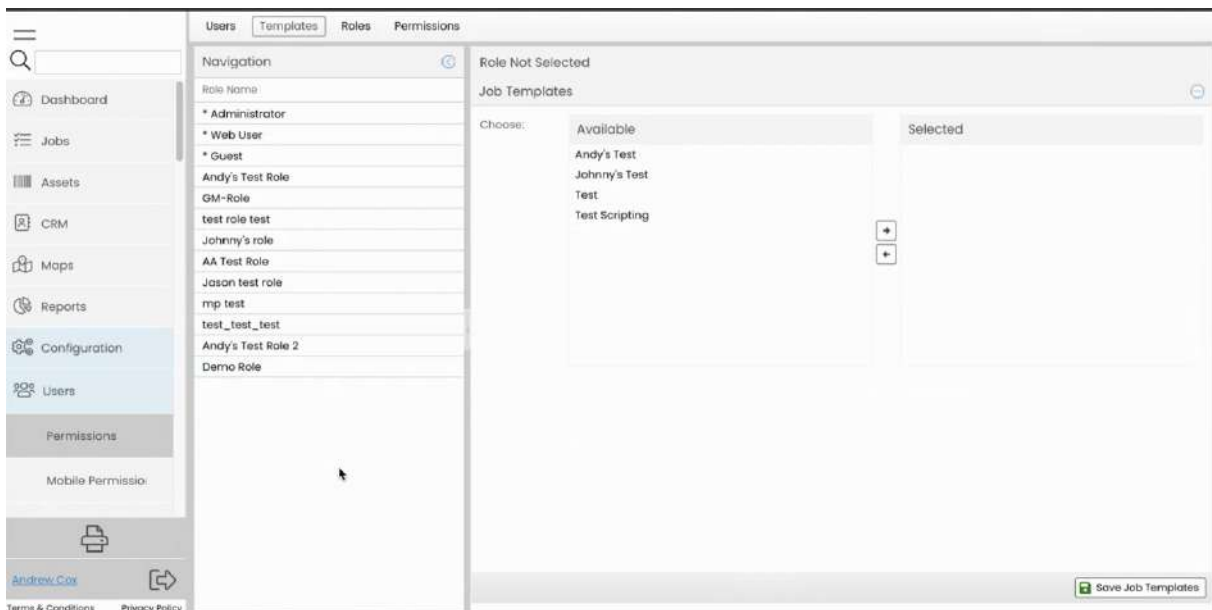 Users Templates Roles Permissions
Navigation
Role Name
* Administrator
* Web User
* Guest
Andy's Test Role
GM-Role
test role test
Johnny's role
AA Test Role
Jason test role
mp test
test_test_test
Andy's Test Role 2
Demo Role
Role Not Selected
Job Templates
Choose:
Available
Andy's Test
Johnny's Test
Test
Test Scripting
Selected
Save Job Templates
Dashboard
Jobs
Assets
CRM
Maps
Reports
Configuration
Users
Permissions
Mobile Permissio
Andrew Cox
Terms & Conditions Privacy Policy